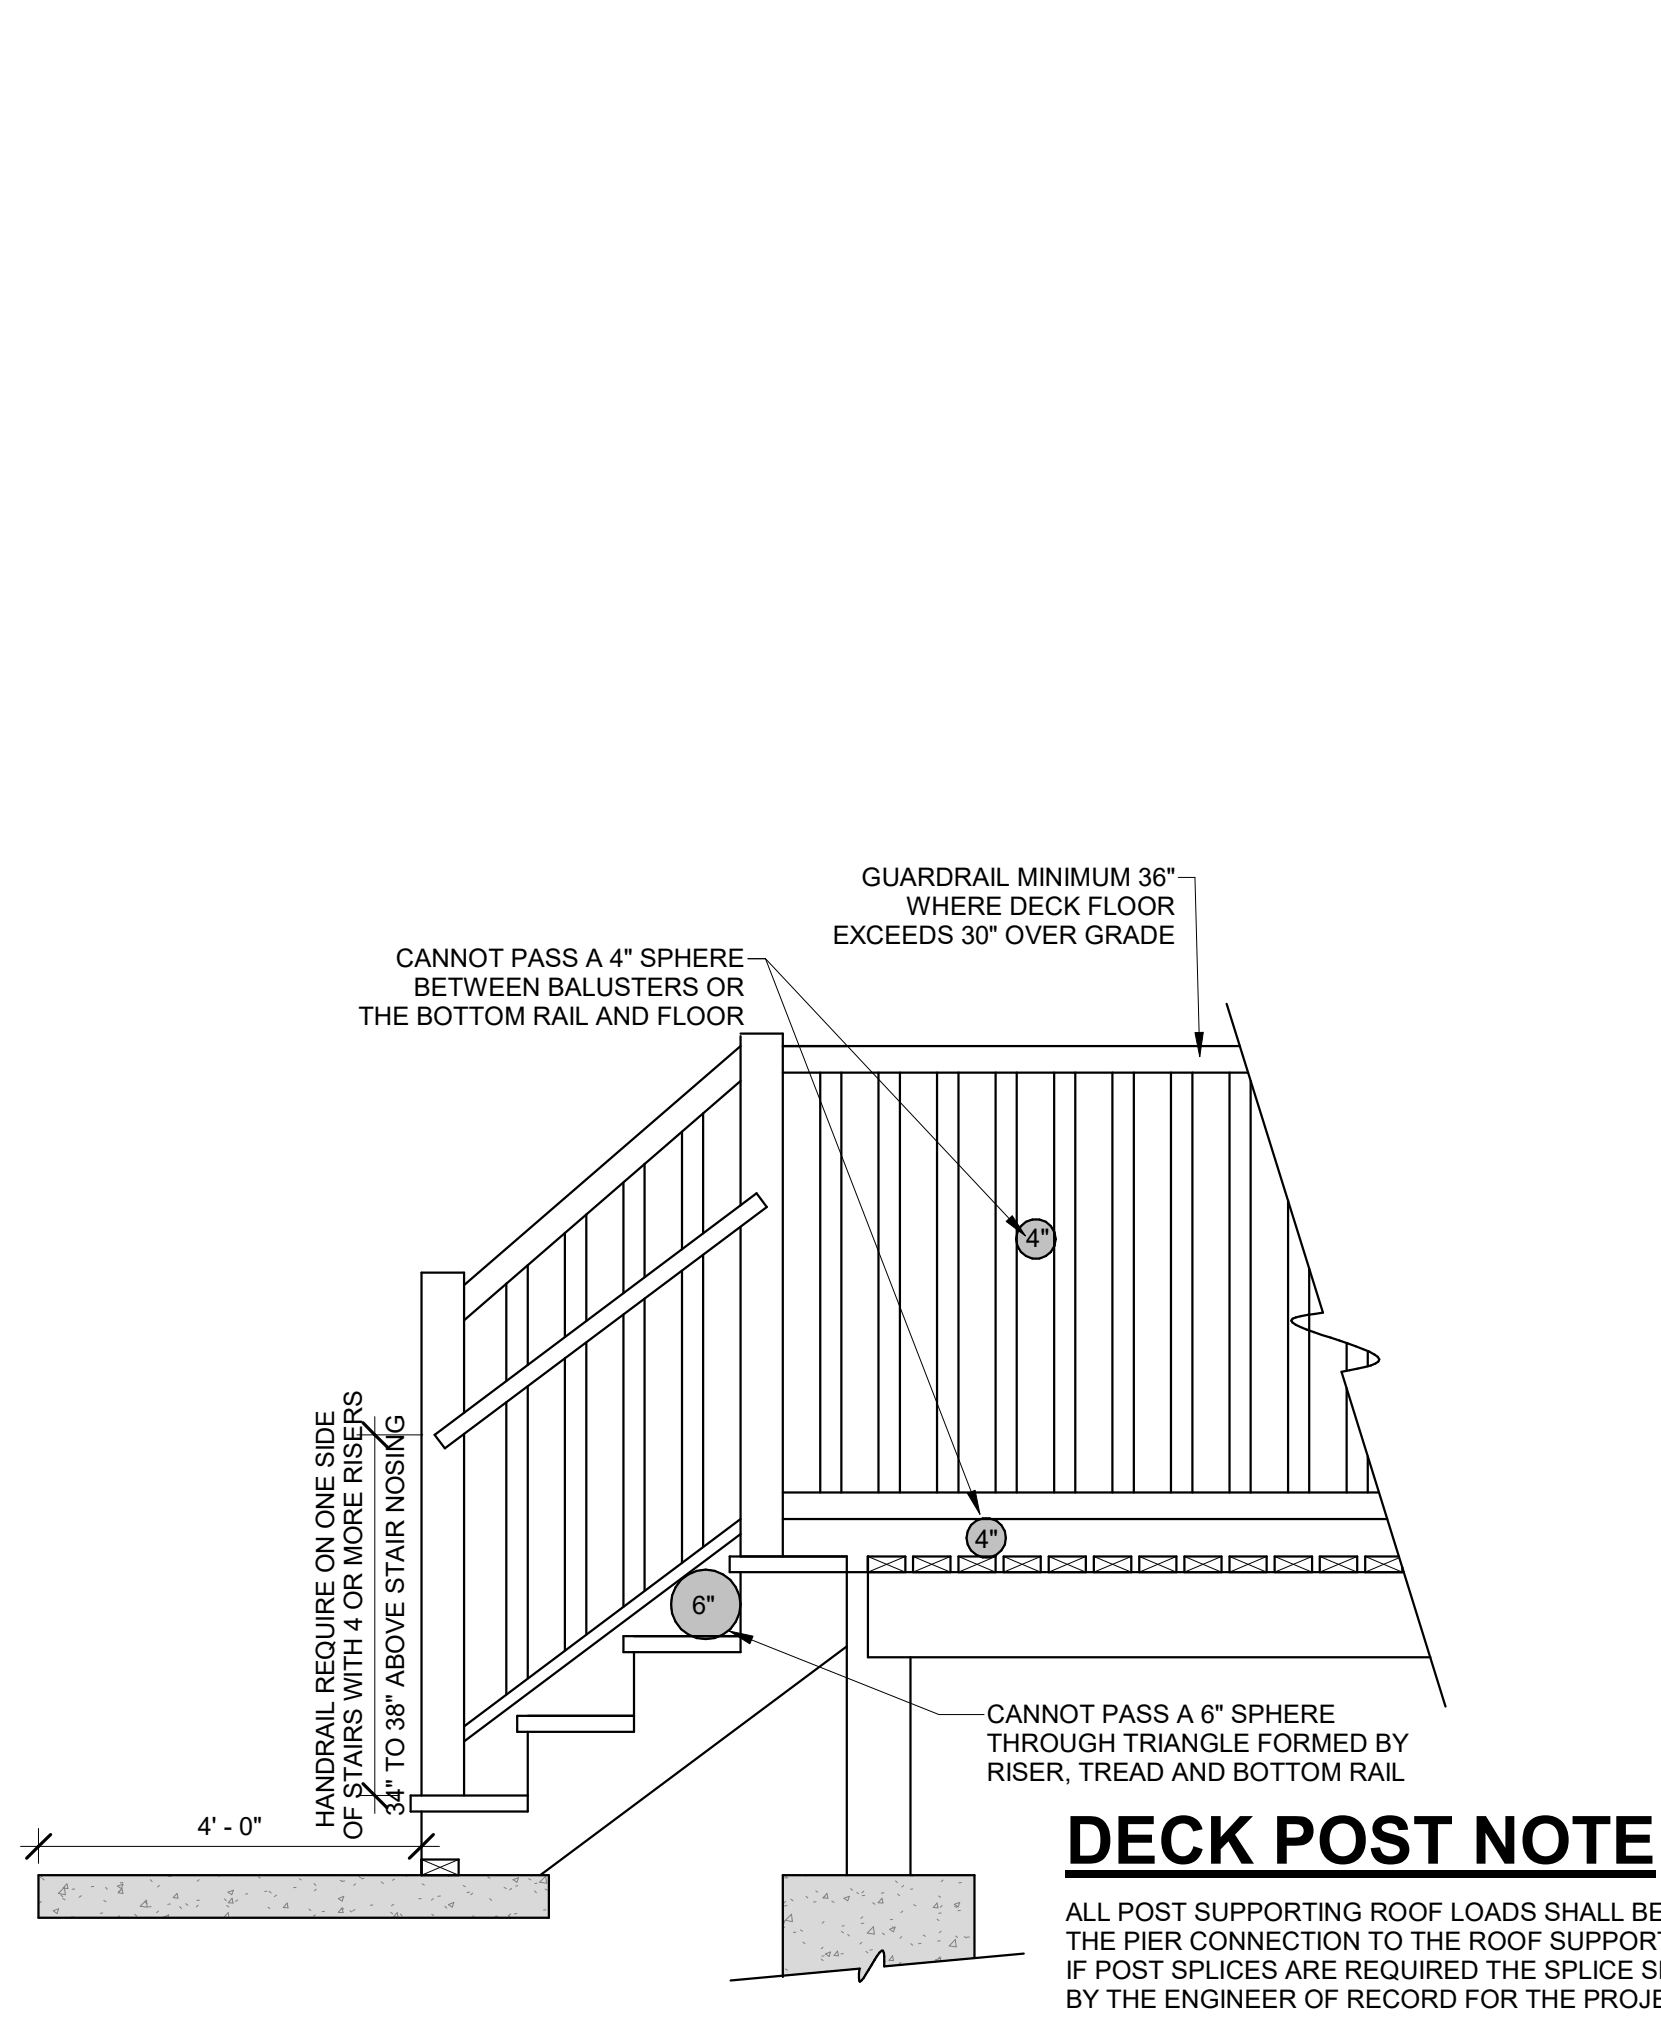 GUARDRAIL MINIMUM 36"
WHERE DECK FLOOR
EXCEEDS 30" OVER GRADE
CANNOT PASS A 4" SPHERE
BETWEEN BALUSTERS OR
THE BOTTOM RAIL AND FLOOR
4"
4"
6"
HANDRAIL REQUIRE ON ONE SIDE
OF STAIRS WITH 4 OR MORE RISERS
34" TO 38" ABOVE STAIR NOSING
CANNOT PASS A 6" SPHERE
THROUGH TRIANGLE FORMED BY
RISER, TREAD AND BOTTOM RAIL
4' - 0"
DECK POST NOTE
ALL POST SUPPORTING ROOF LOADS SHALL BE
THE PIER CONNECTION TO THE ROOF SUPPORT
IF POST SPLICES ARE REQUIRED THE SPLICE
BY THE ENGINEER OF RECORD FOR THE